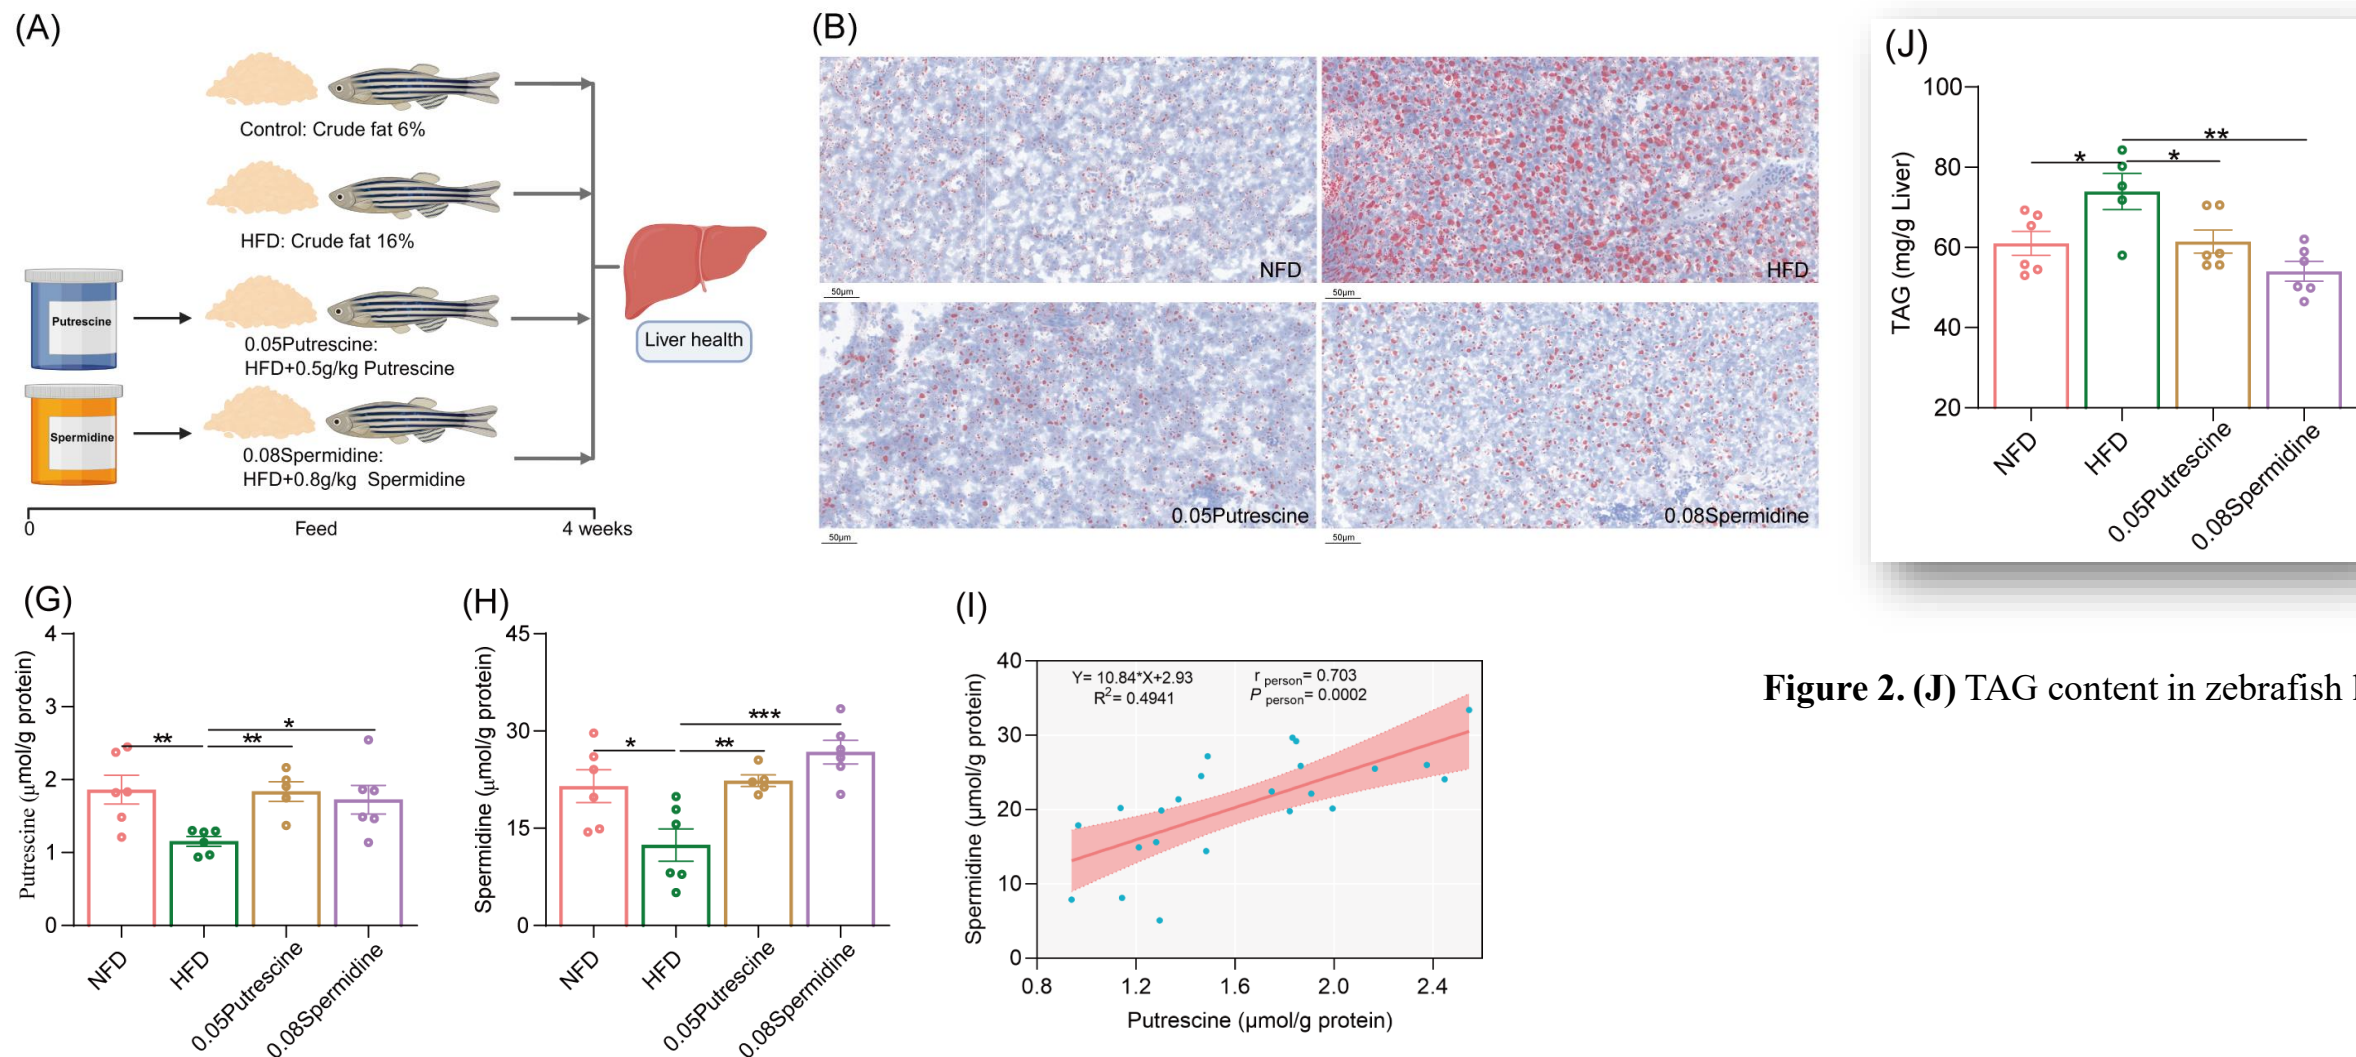 (A)
Control: Crude fat 6%
HFD: Crude fat 16%
Putrescine
0.05Putrescine:
HFD+0.5g/kg Putrescine
Spermidine
0.08Spermidine:
HFD+0.8g/kg Spermidine
Liver health
0
Feed
4 weeks
(B)
NFD
50μm
HFD
50μm
0.05Putrescine
50μm
0.08Spermidine
50μm
(J)
TAG (mg/g Liver)
100
80
60
40
20
*
*
**
NFD
HFD
0.05Putrescine
0.08Spermidine
(G)
Putrescine (μmol/g protein)
4
3
2
1
0
**
**
*
NFD
HFD
0.05Putrescine
0.08Spermidine
(H)
Spermidine (μmol/g protein)
45
30
15
0
*
**
***
NFD
HFD
0.05Putrescine
0.08Spermidine
(I)
Spermidine (μmol/g protein)
40
30
20
10
0
Y= 10.84*X+2.93
R2= 0.4941
r person= 0.703
P person= 0.0002
0.8
1.2
1.6
2.0
2.4
Putrescine (μmol/g protein)
Figure 2. (J) TAG content in zebrafish